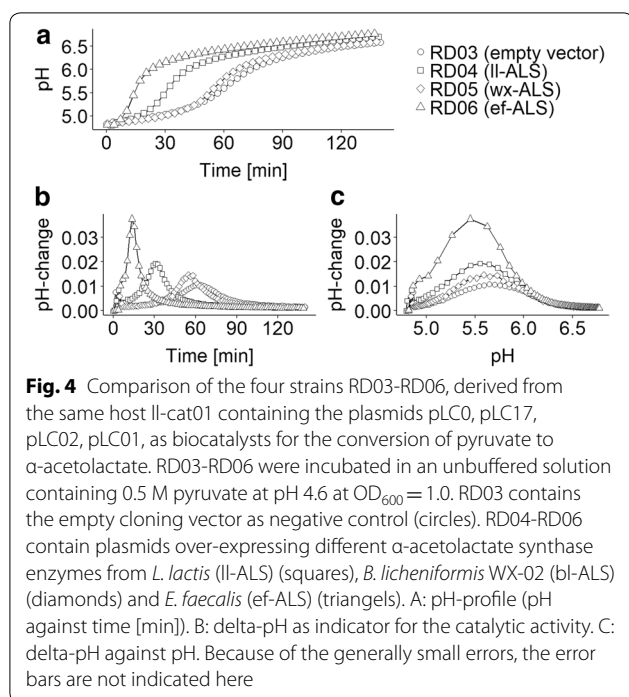 a
6.5
6.0
5.5
5.0
pH
0 30 60 90 120
Time [min]
RD03 (empty vector)
RD04 (ll-ALS)
RD05 (wx-ALS)
RD06 (ef-ALS)
b
0.03
0.02
0.01
0.00
pH-change
0 30 60 90 120
Time [min]
c
0.03
0.02
0.01
0.00
pH-change
5.0 5.5 6.0 6.5
pH
Fig. 4 Comparison of the four strains RD03-RD06, derived from
the same host ll-cat01 containing the plasmids pLC0, pLC17,
pLC02, pLC01, as biocatalysts for the conversion of pyruvate to
α-acetolactate. RD03-RD06 were incubated in an unbuffered solution
containing 0.5 M pyruvate at pH 4.6 at OD600 = 1.0. RD03 contains
the empty cloning vector as negative control (circles). RD04-RD06
contain plasmids over-expressing different α-acetolactate synthase
enzymes from L. lactis (ll-ALS) (squares), B. licheniformis WX-02 (bl-ALS)
(diamonds) and E. faecalis (ef-ALS) (triangels). A: pH-profile (pH
against time [min]). B: delta-pH as indicator for the catalytic activity. C:
delta-pH against pH. Because of the generally small errors, the error
bars are not indicated here